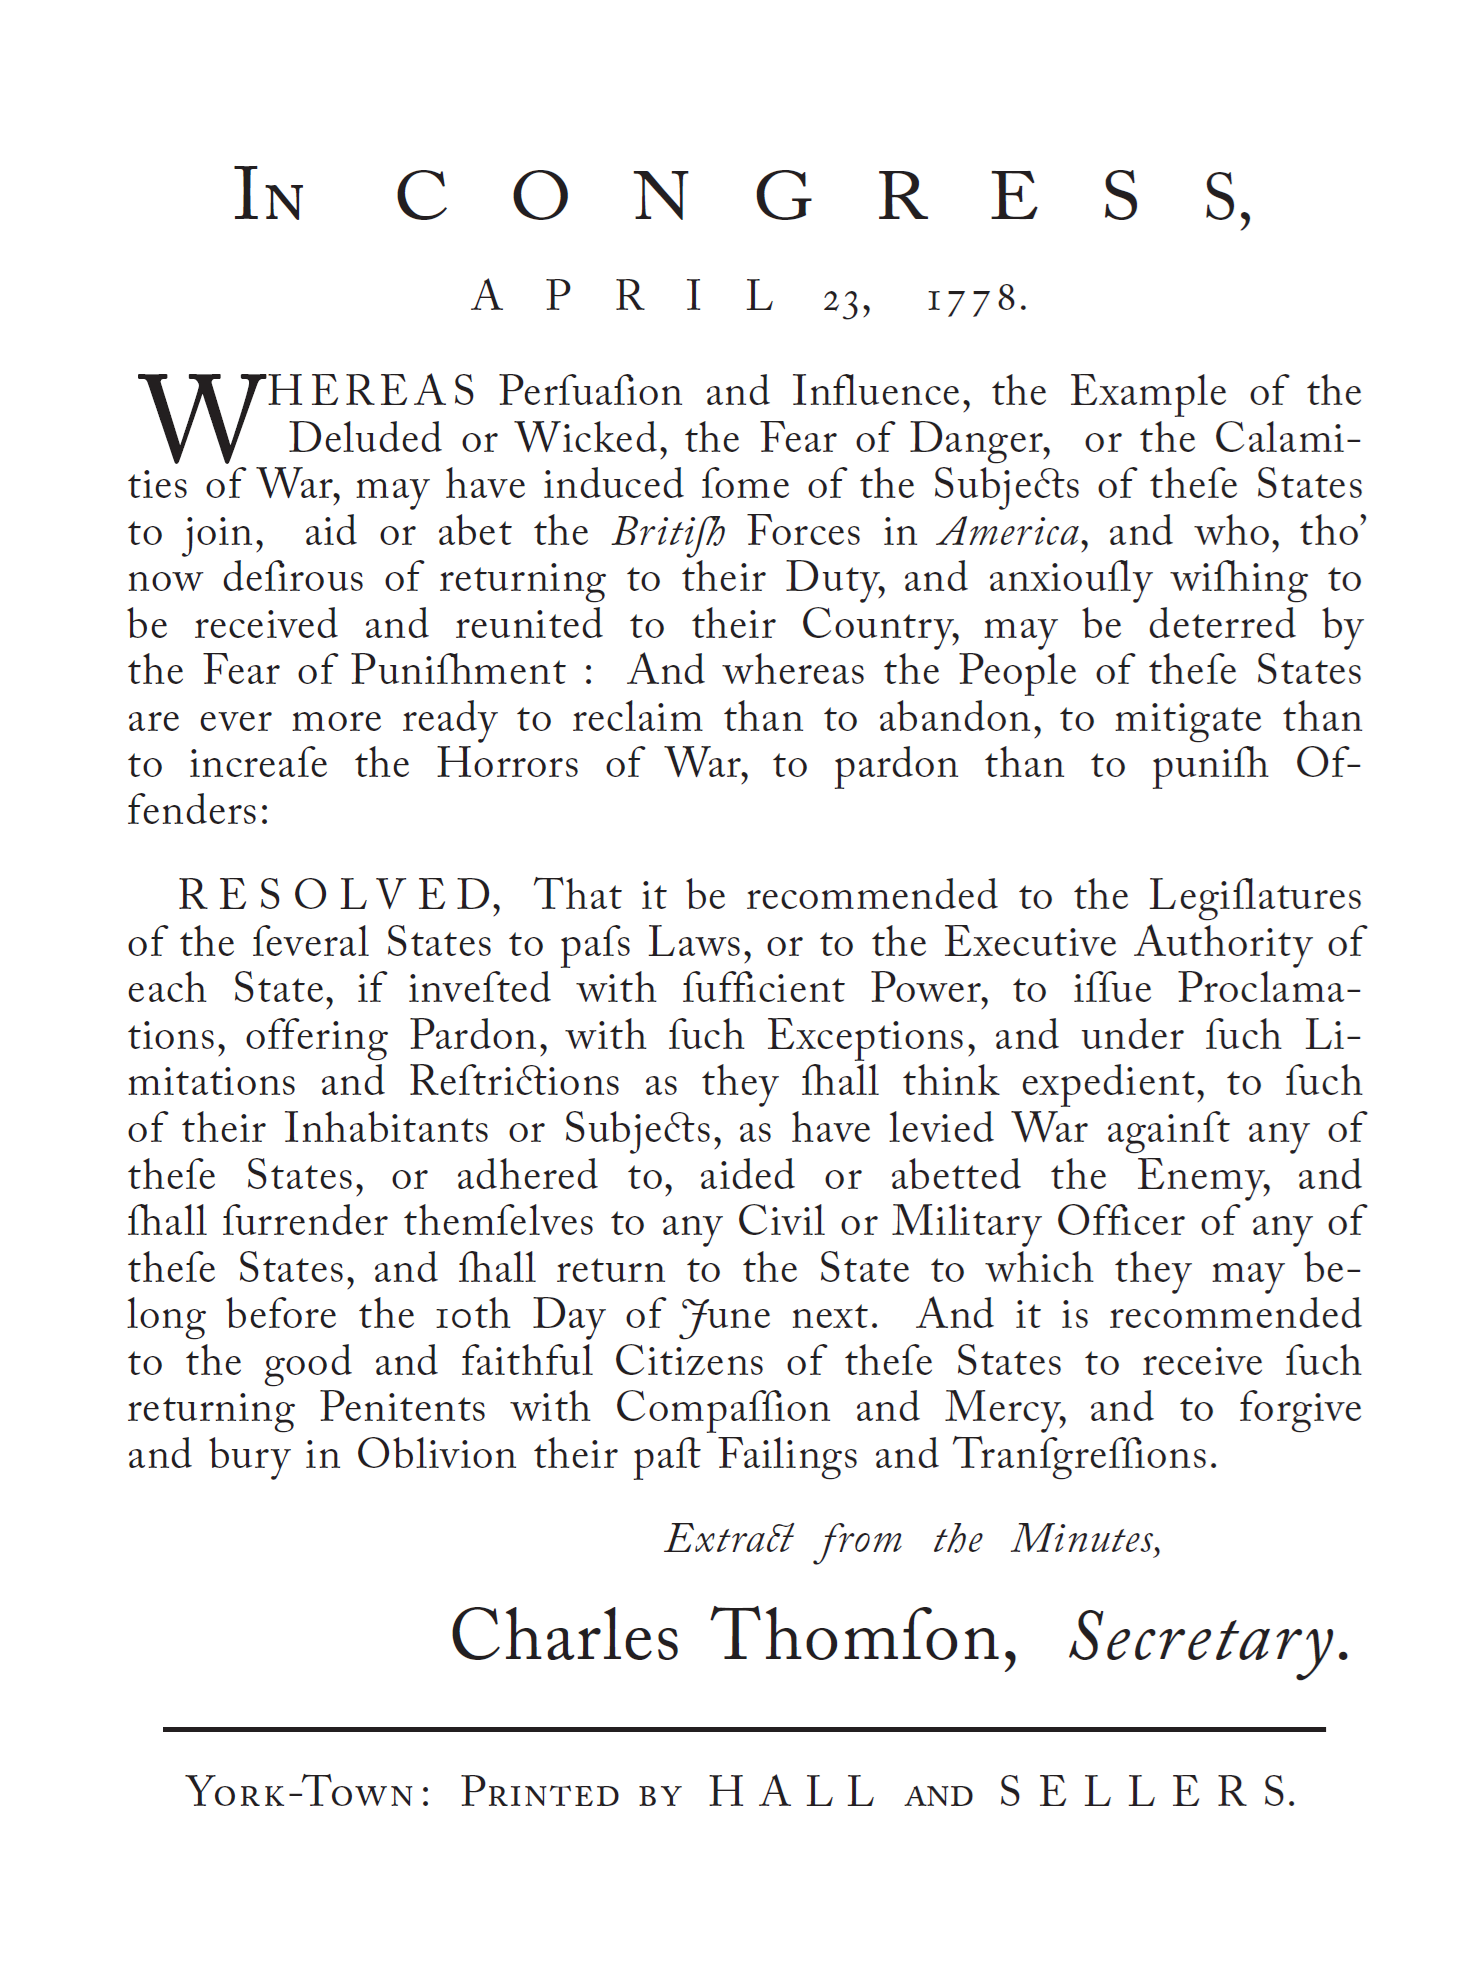 In CONGRESS,
APRIL 23, 1778.
WHEREAS Perſuaſion and Influence, the Example of the
Deluded or Wicked, the Fear of Danger, or the Calami-
ties of War, may have induced ſome of the Subjects of theſe States
to join, aid or abet the Britiſh Forces in America, and who, tho’
now deſirous of returning to their Duty, and anxiouſly wiſhing to
be received and reunited to their Country, may be deterred by
the Fear of Puniſhment : And whereas the People of theſe States
are ever more ready to reclaim than to abandon, to mitigate than
to increaſe the Horrors of War, to pardon than to puniſh Of-
fenders:
RESOLVED, That it be recommended to the Legiſlatures
of the ſeveral States to paſs Laws, or to the Executive Authority of
each State, if inveſted with ſufficient Power, to iſſue Proclama-
tions, offering Pardon, with ſuch Exceptions, and under ſuch Li-
mitations and Reſtrictions as they ſhall think expedient, to ſuch
of their Inhabitants or Subjects, as have levied War againſt any of
theſe States, or adhered to, aided or abetted the Enemy, and
ſhall ſurrender themſelves to any Civil or Military Officer of any of
theſe States, and ſhall return to the State to which they may be-
long before the 10th Day of June next. And it is recommended
to the good and faithful Citizens of theſe States to receive ſuch
returning Penitents with Compaſſion and Mercy, and to forgive
and bury in Oblivion their paſt Failings and Tranſgreſſions.
Extract from the Minutes,
Charles Thomſon, Secretary.
York-Town: Printed by HALL and SELLERS.